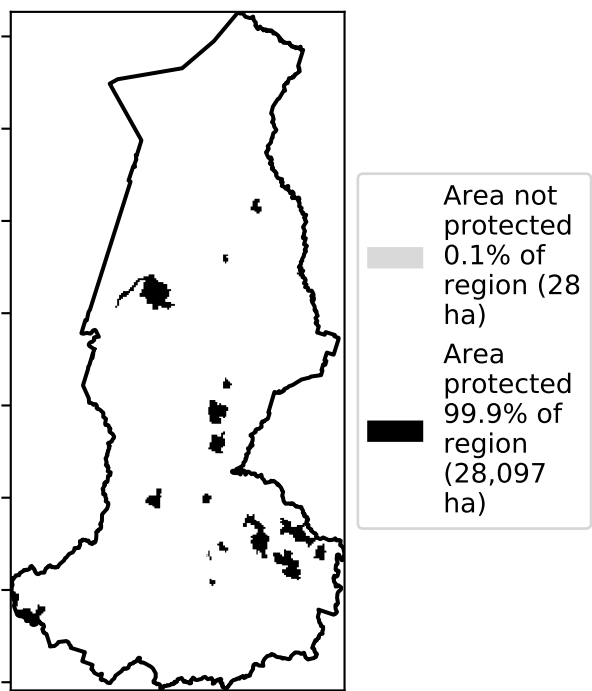 Area not
protected
0.1% of
region (28
ha)
Area
protected
99.9% of
region
(28,097
ha)